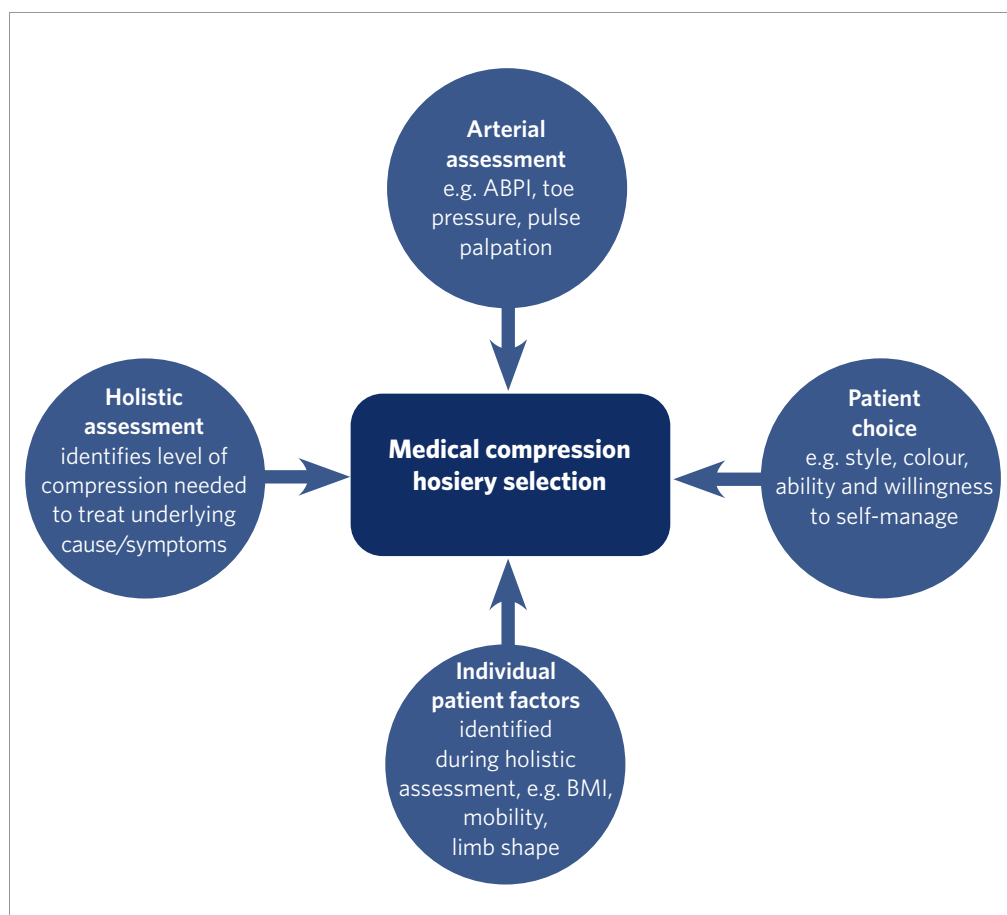 Arterial
assessment
e.g. ABPI, toe
pressure, pulse
palpation
Holistic
assessment
identifies level of
compression needed
to treat underlying
cause/symptoms
Medical compression
hosiery selection
Patient
choice
e.g. style, colour,
ability and willingness
to self-manage
Individual
patient factors
identified
during holistic
assessment, e.g. BMI,
mobility,
limb shape